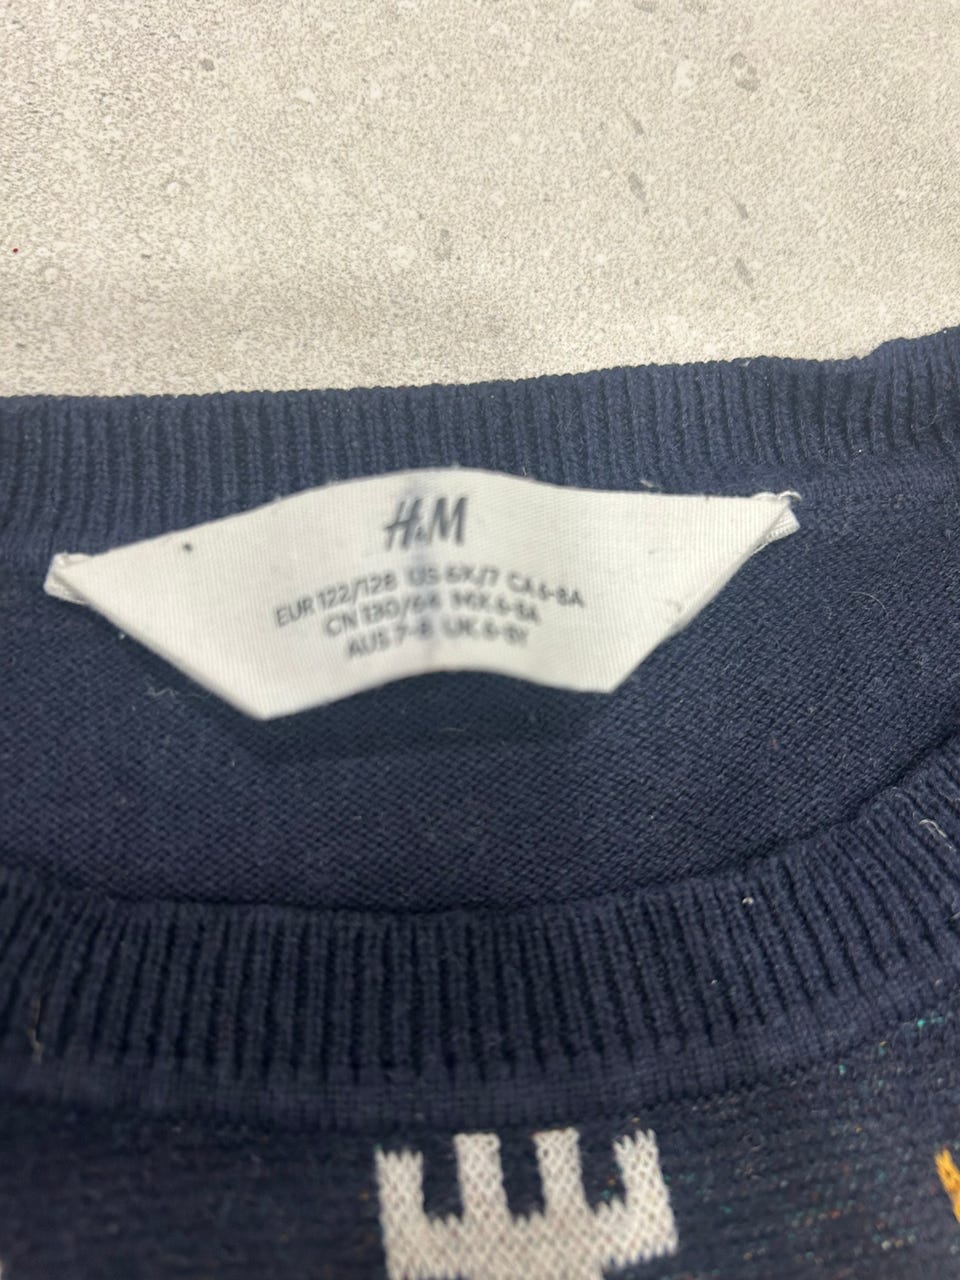 H&M
EUR 122/128 US 6X/7 CA 6-8A
CN 130/64 MX 6-8A
AUS 7-8 UK 6-8Y